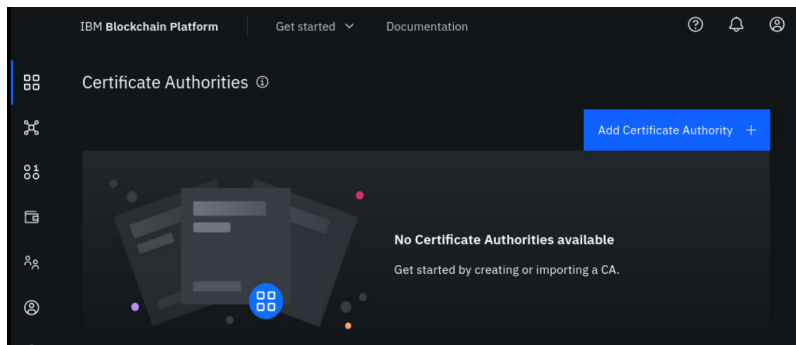 IBM Blockchain Platform
Get started
Documentation
Certificate Authorities
Add Certificate Authority +
No Certificate Authorities available
Get started by creating or importing a CA.